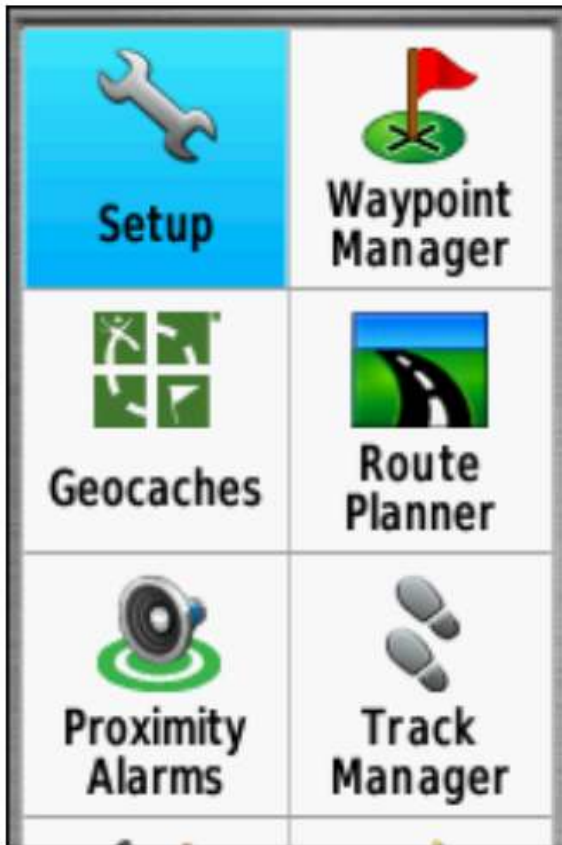 Setup
Waypoint
Manager
Geocaches
Route
Planner
Proximity
Alarms
Track
Manager